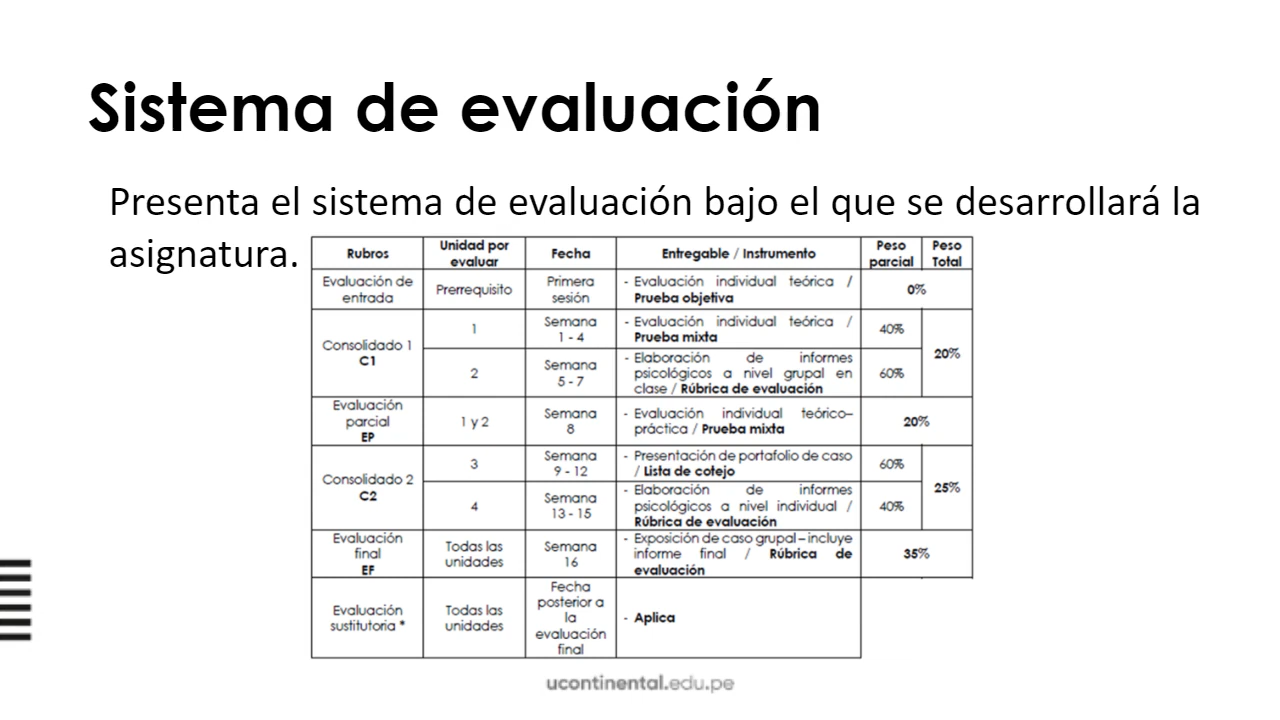 Sistema de evaluación
Presenta el sistema de evaluación bajo el que se desarrollará la
asignatura.
Rubros
Unidad por
evaluar
Fecha
Entregable / Instrumento
Peso
parcial
Peso
Total
Evaluación de
entrada
Prerrequisito
Primera
sesión
- Evaluación individual teórica /
Prueba objetiva
0%
Consolidado 1
C1
1
Semana
1 - 4
- Evaluación individual teórica /
Prueba mixta
40%
20%
2
Semana
5 - 7
- Elaboración de informes
psicológicos a nivel grupal en
clase / Rúbrica de evaluación
60%
Evaluación
parcial
EP
1 y 2
Semana
8
- Evaluación individual teórico–
práctica / Prueba mixta
20%
Consolidado 2
C2
3
Semana
9 - 12
- Presentación de portafolio de caso
/ Lista de cotejo
60%
25%
4
Semana
13 - 15
- Elaboración de informes
psicológicos a nivel individual /
Rúbrica de evaluación
40%
Evaluación
final
EF
Todas las
unidades
Semana
16
- Exposición de caso grupal – incluye
informe final / Rúbrica de
evaluación
35%
Evaluación
sustitutoria *
Todas las
unidades
Fecha
posterior a
la
evaluación
final
- Aplica
ucontinental.edu.pe